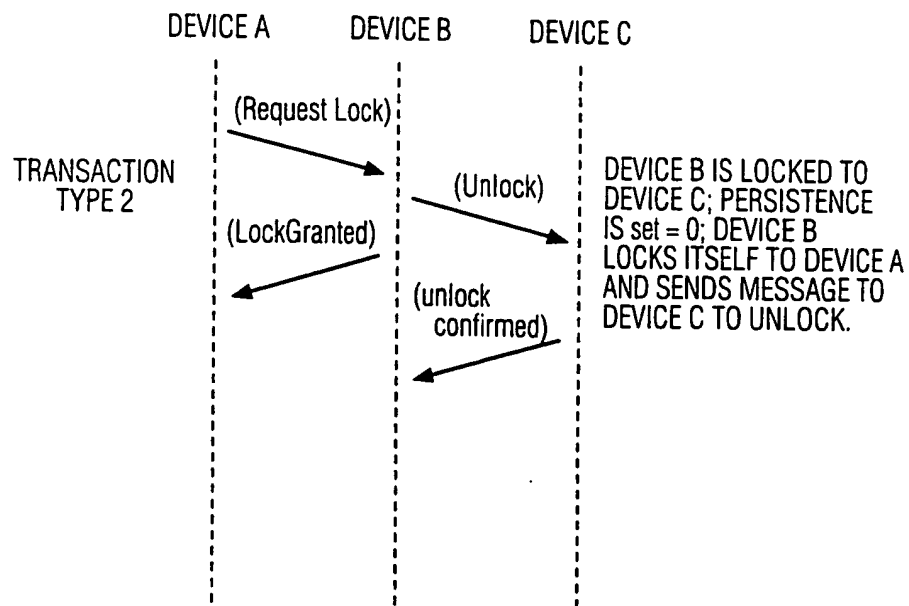 DEVICE A DEVICE B DEVICE C
(Request Lock)
TRANSACTION
TYPE 2
(Unlock)
(LockGranted)
(unlock
confirmed)
DEVICE B IS LOCKED TO
DEVICE C; PERSISTENCE
IS set = 0; DEVICE B
LOCKS ITSELF TO DEVICE A
AND SENDS MESSAGE TO
DEVICE C TO UNLOCK.